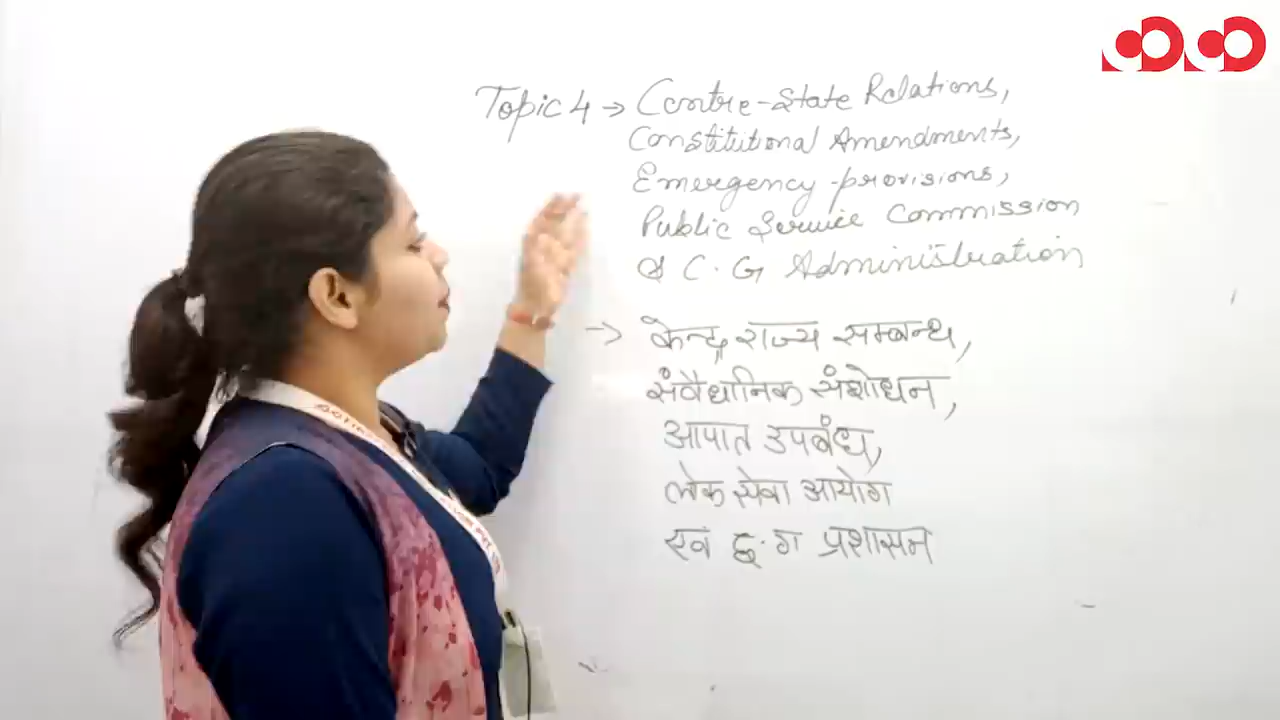 Topic 4 → Centre-State Relations,
Constitutional Amendments,
Emergency provisions,
Public Service Commission
& C.G Administration
→ केन्द्र राज्य सम्बन्ध,
संवैधानिक संशोधन,
आपात उपबंध,
लोक सेवा आयोग
एवं छ.ग प्रशासन